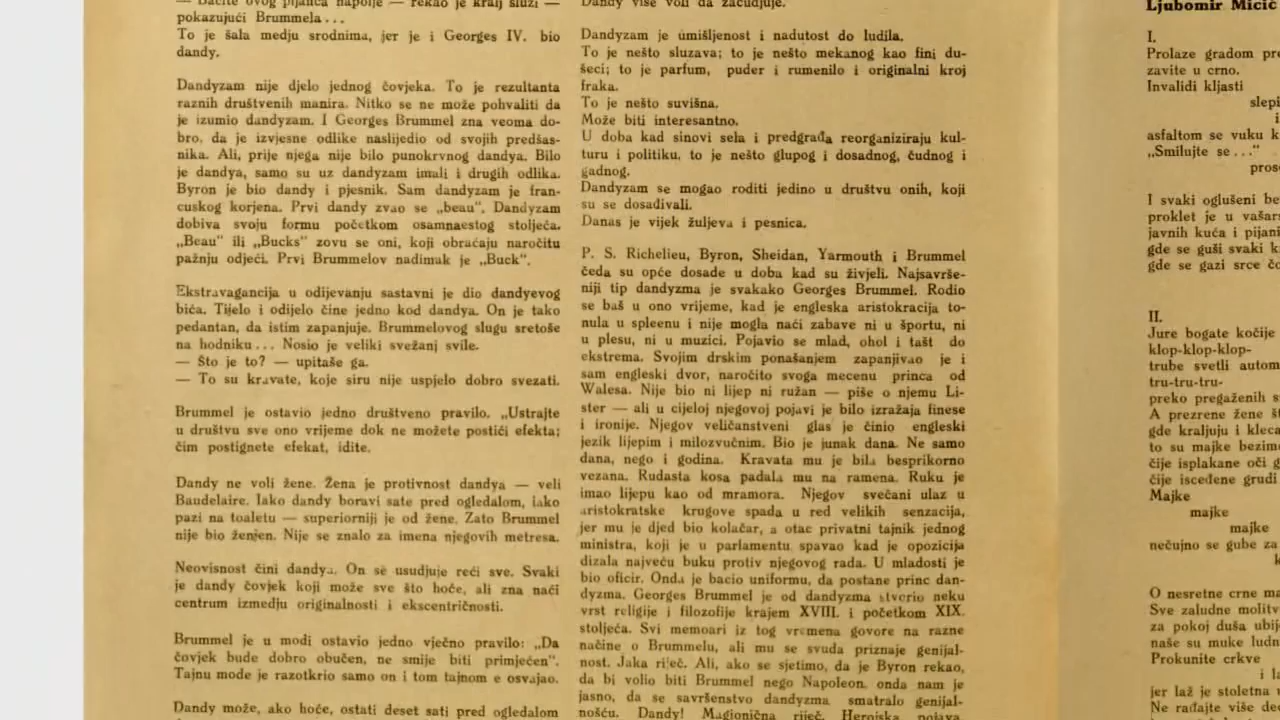 — Bacite ovog pijanca napolje — rekao je kralj sluzi —
pokazujući Brummela...
To je šala medju srodnima, jer je i Georges IV. bio
dandy.
Dandyzam nije djelo jednog čovjeka. To je rezultanta
raznih društvenih manira. Nitko se ne može pohvaliti da
je izumio dandyzam. I Georges Brummel zna veoma do-
bro, da je izvjesne odlike naslijedio od svojih predšas-
nika. Ali, prije njega nije bilo punokrvnog dandya. Bilo
je dandya, samo su uz dandyzam imali i drugih odlika.
Byron je bio dandy i pjesnik. Sam dandyzam je fran-
cuskog korjena. Prvi dandy zvao se „beau". Dandyzam
dobiva svoju formu početkom osamnaestog stoljeća.
„Beau" ili „Bucks" zovu se oni, koji obraćaju naročitu
pažnju odjeći. Prvi Brummelov nadimak je „Buck".
Ekstravagancija u odijevanju sastavni je dio dandyevog
bića. Tijelo i odijelo čine jedno kod dandya. On je tako
pedantan, da istim zapanjuje. Brummelovog slugu sretoše
na hodniku... Nosio je veliki svežanj svile.
— Što je to? — upitaše ga.
— To su kravate, koje siru nije uspjelo dobro svezati.
Brummel je ostavio jedno društveno pravilo. „Ustrajte
u društvu sve ono vrijeme dok ne možete postići efekta;
čim postignete efekat, idite.
Dandy ne voli žene. Žena je protivnost dandya — veli
Baudelaire. Iako dandy boravi sate pred ogledalom, iako
pazi na toaletu — superiorniji je od žene. Zato Brummel
nije bio ženjen. Nije se znalo za imena njegovih metresa.
Neovisnost čini dandya. On se usudjuje reći sve. Svaki
je dandy čovjek koji može sve što hoće, ali zna naći
centrum izmedju originalnosti i ekscentričnosti.
Brummel je u modi ostavio jedno vječno pravilo: „Da
čovjek bude dobro obučen, ne smije biti primjećen".
Tajnu mode je razotkrio samo on i tom tajnom e osvajao.
Dandy može, ako hoće, ostati deset sati pred ogledalom
Dandy više voli da začudjuje.
Dandyzam je umišljenost i nadutost do ludila.
To je nešto sluzava; to je nešto mekanog kao fini du-
šeci; to je parfum, puder i rumenilo i originalni kroj
fraka.
To je nešto suvišna.
Može biti interesantno.
U doba kad sinovi sela i predgrađa reorganiziraju kul-
turu i politiku, to je nešto glupog i dosadnog, čudnog i
gadnog.
Dandyzam se mogao roditi jedino u društvu onih, koji
su se dosadivali.
Danas je vijek žuljeva i pesnica.
P. S. Richelieu, Byron, Sheidan, Yarmouth i Brummel
čeda su opće dosade u doba kad su živjeli. Najsavrše-
niji tip dandyzma je svakako Georges Brummel. Rodio
se baš u ono vrijeme, kad je engleska aristokracija to-
nula u spleenu i nije mogla naći zabave ni u športu, ni
u plesu, ni u muzici. Pojavio se mlad, ohol i tašt do
ekstrema. Svojim drskim ponašanjem zapanjivao je i
sam engleski dvor, naročito svoga mecenu princa od
Walesa. Nije bio ni lijep ni ružan — piše o njemu Li-
ster — ali u cijeloj njegovoj pojavi je bilo izražaja finese
i ironije. Njegov veličanstveni glas je činio engleski
jezik lijepim i milozvučnim. Bio je junak dana. Ne samo
dana, nego i godina. Kravata mu je bila besprikorno
vezana. Rudasta kosa padala mu na ramena. Ruku je
imao lijepu kao od mramora. Njegov svečani ulaz u
aristokratske krugove spada u red velikih senzacija,
jer mu je djed bio kolačar, a otac privatni tajnik jednog
ministra, koji je u parlamentu spavao kad je opozicija
dizala najveću buku protiv njegovog rada. U mladosti je
bio oficir. Onda je bacio uniformu, da postane princ dan-
dyzma. Georges Brummel je od dandyzma stvorio neku
vrst religije i filozofije krajem XVIII. i početkom XIX.
stoljeća. Svi memoari iz tog vremena govore na razne
načine o Brummelu, ali mu se svuda priznaje genijal-
nost. Jaka riječ. Ali, ako se sjetimo, da je Byron rekao,
da bi volio biti Brummel nego Napoleon, onda nam je
jasno, da se savršenstvo dandyzma smatralo genijal-
nošću. Dandy! Magionična riječ. Herojska pojava.
Ljubomir Micić
I.
Prolaze gradom
zavite u crno.
Invalidi kljasti
slepi
i
asfaltom se vuku
„Smilujte se..."
I svaki oglušeni
proklet je u
javnih kuća i
gde se guši svaki
gde se gazi srce
II.
Jure bogate kočije
klop-klop-klop-
trube svetli
tru-tru-tru-
preko pregaženih
A prezrene žene
gde kraljuju i
to su majke
čije isplakane oči
čije iscedene grudi
Majke
majke
majke
nečujno se gube za
O nesretne crne
Sve zaludne
za pokoj duša
naše su muke
Prokunite crkve
i
jer laž je stoletna
Ne rađajte više